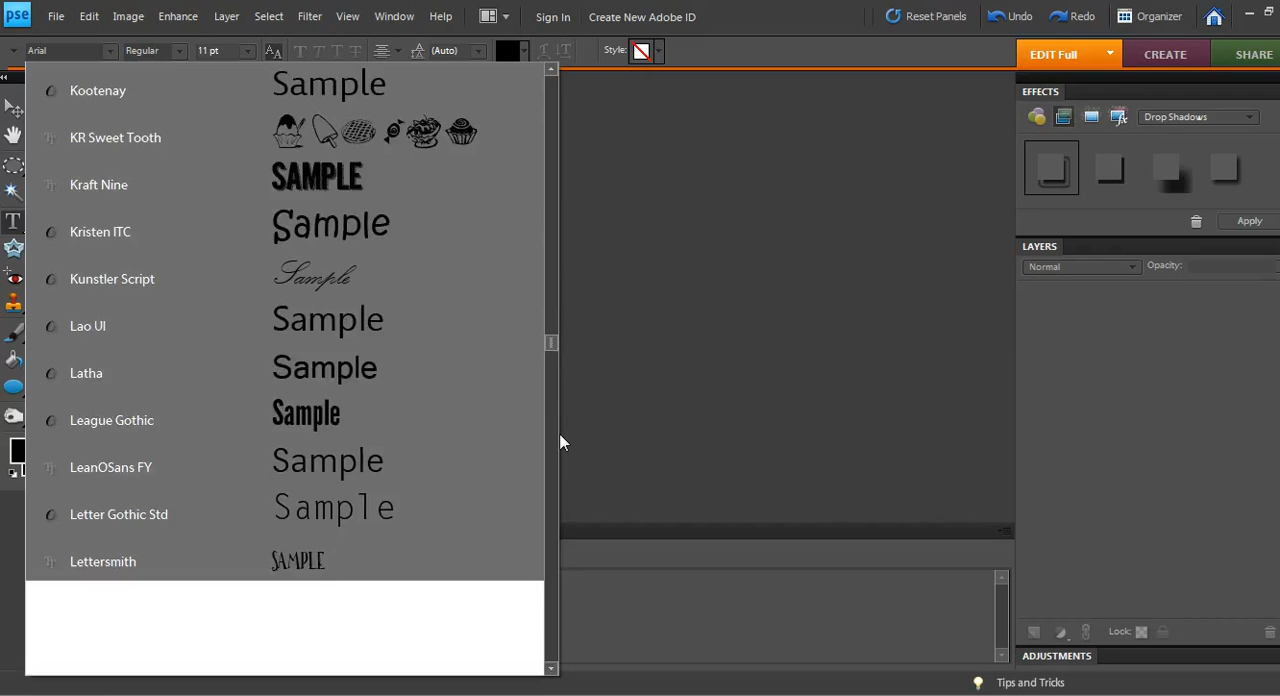 pse File Edit Image Enhance Layer Select Filter View Window Help Sign In Create New Adobe ID Reset Panels Undo Redo Organizer
Arial Regular 11 pt (Auto) Style: EDIT Full CREATE SHARE
Kootenay Sample
KR Sweet Tooth
Kraft Nine SAMPLE
Kristen ITC Sample
Kunstler Script Sample
Lao UI Sample
Latha Sample
League Gothic Sample
LeanOSans FY Sample
Letter Gothic Std Sample
Lettersmith SAMPLE
EFFECTS
Drop Shadows
Apply
LAYERS
Normal Opacity:
Lock:
ADJUSTMENTS
Tips and Tricks